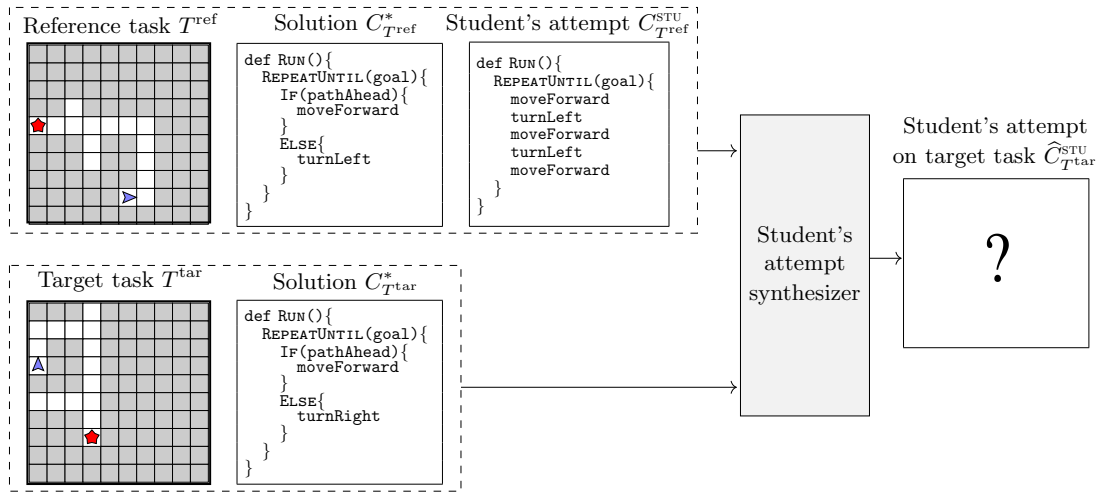 Reference task T^ref
Solution C^*_{T^ref}
Student's attempt C^STU_{T^ref}
def RUN(){
REPEATUNTIL(goal){
IF(pathAhead){
moveForward
}
ELSE{
turnLeft
}
}
}
def RUN(){
REPEATUNTIL(goal){
moveForward
turnLeft
moveForward
turnLeft
moveForward
}
}
Target task T^tar
Solution C^*_{T^tar}
def RUN(){
REPEATUNTIL(goal){
IF(pathAhead){
moveForward
}
ELSE{
turnRight
}
}
}
Student's
attempt
synthesizer
Student's attempt
on target task Ĉ^STU_{T^tar}
?